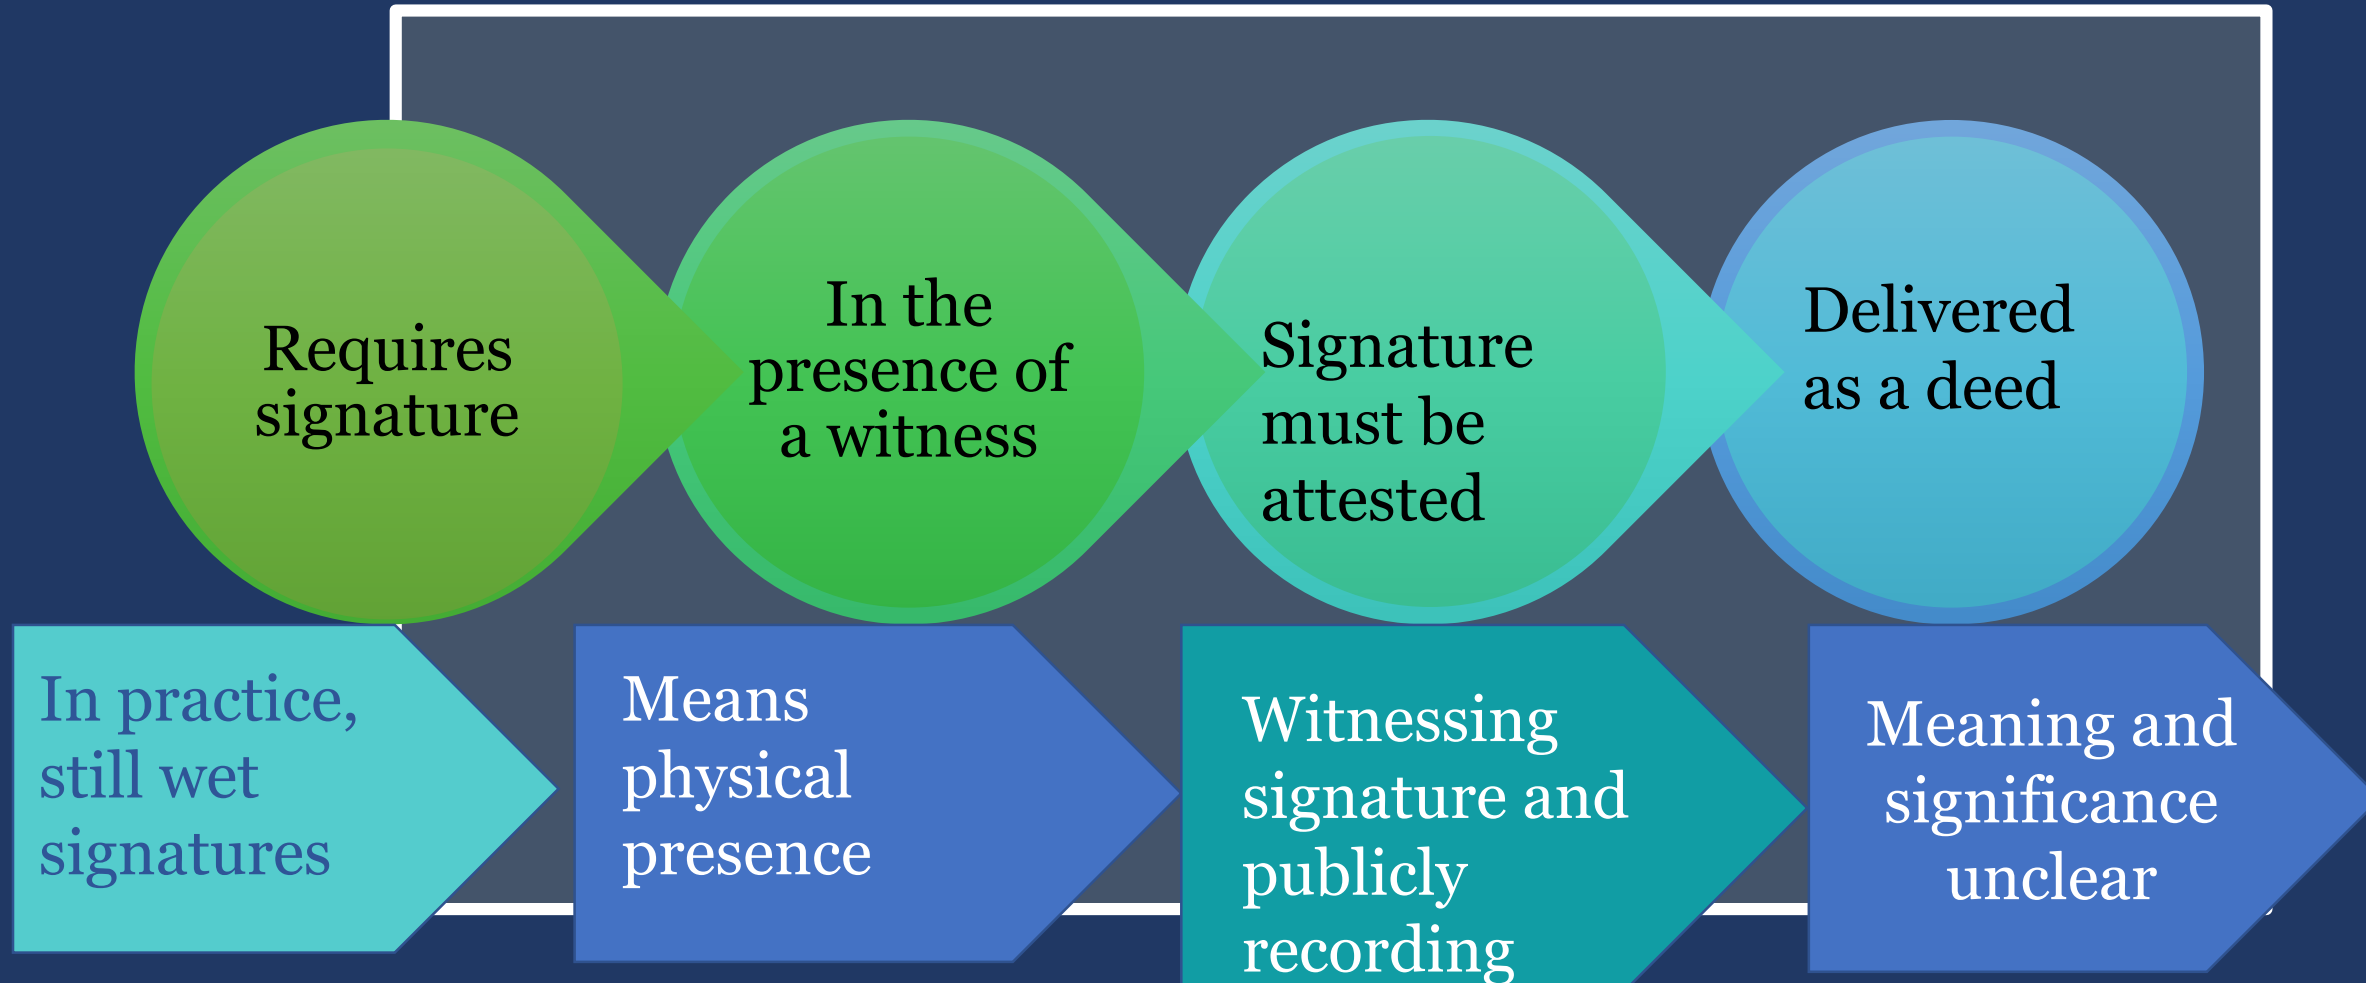 Requires
signature
In the
presence of
a witness
Signature
must be
attested
Delivered
as a deed
In practice,
still wet
signatures
Means
physical
presence
Witnessing
signature and
publicly
recording
Meaning and
significance
unclear